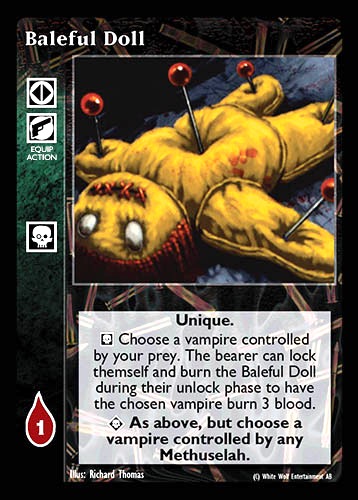 Baleful Doll
EQUIP
ACTION
Unique.
Choose a vampire controlled
by your prey. The bearer can lock
themself and burn the Baleful Doll
during their unlock phase to have
the chosen vampire burn 3 blood.
As above, but choose a
vampire controlled by any
Methuselah.
1
Illus: Richard Thomas
(C) White Wolf Entertainment AB